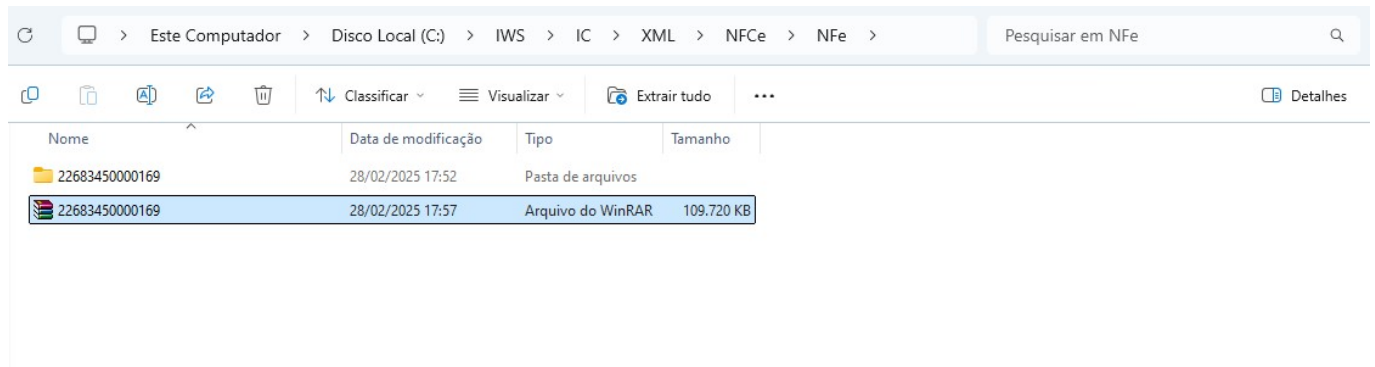 Este Computador > Disco Local (C:) > IWS > IC > XML > NFCe > NFe > Pesquisar em NFe
Classificar Visualizar Extrair tudo ... Detalhes
Nome Data de modificação Tipo Tamanho
22683450000169 28/02/2025 17:52 Pasta de arquivos
22683450000169 28/02/2025 17:57 Arquivo do WinRAR 109.720 KB